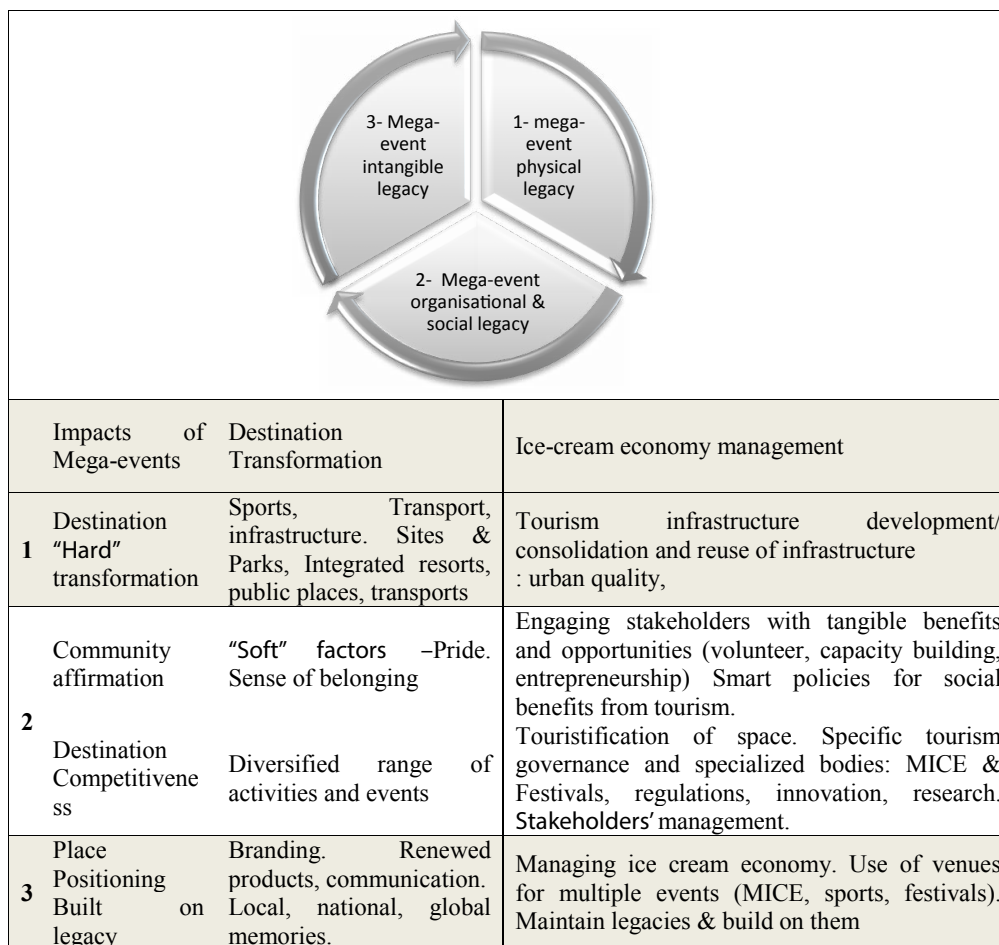 3- Mega-
event
intangible
legacy
1- mega-
event
physical
legacy
2- Mega-event
organisational &
social legacy
Impacts of
Mega-events
Destination
Transformation
Ice-cream economy management
1
Destination
“Hard”
transformation
Sports, Transport,
infrastructure. Sites &
Parks, Integrated resorts,
public places, transports
Tourism infrastructure development/
consolidation and reuse of infrastructure
: urban quality,
2
Community
affirmation
“Soft” factors –Pride.
Sense of belonging
Engaging stakeholders with tangible benefits
and opportunities (volunteer, capacity building,
entrepreneurship) Smart policies for social
benefits from tourism.
Destination
Competitivene
ss
Diversified range of
activities and events
Touristification of space. Specific tourism
governance and specialized bodies: MICE &
Festivals, regulations, innovation, research.
Stakeholders’ management.
3
Place
Positioning
Built on
legacy
Branding. Renewed
products, communication.
Local, national, global
memories.
Managing ice cream economy. Use of venues
for multiple events (MICE, sports, festivals).
Maintain legacies & build on them